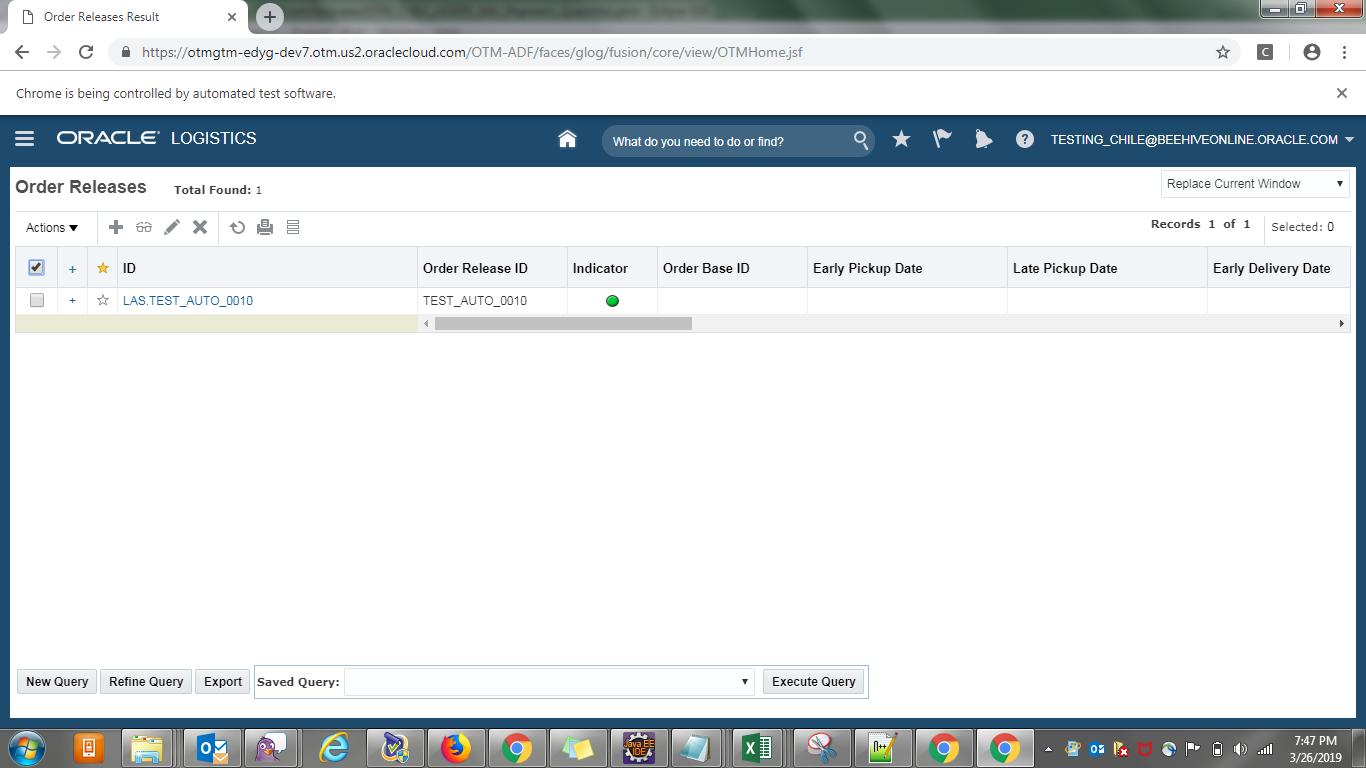 Order Releases Result
https://otmgtm-edyg-dev7.otm.us2.oraclecloud.com/OTM-ADF/faces/glog/fusion/core/view/OTMHome.jsf
C
Chrome is being controlled by automated test software.
ORACLE LOGISTICS
What do you need to do or find?
TESTING_CHILE@BEEHIVEONLINE.ORACLE.COM
Order Releases Total Found: 1
Replace Current Window
Actions
Records 1 of 1 Selected: 0
ID Order Release ID Indicator Order Base ID Early Pickup Date Late Pickup Date Early Delivery Date
LAS.TEST_AUTO_0010 TEST_AUTO_0010
New Query Refine Query Export Saved Query: Execute Query
Java EE
IDE
7:47 PM
3/26/2019